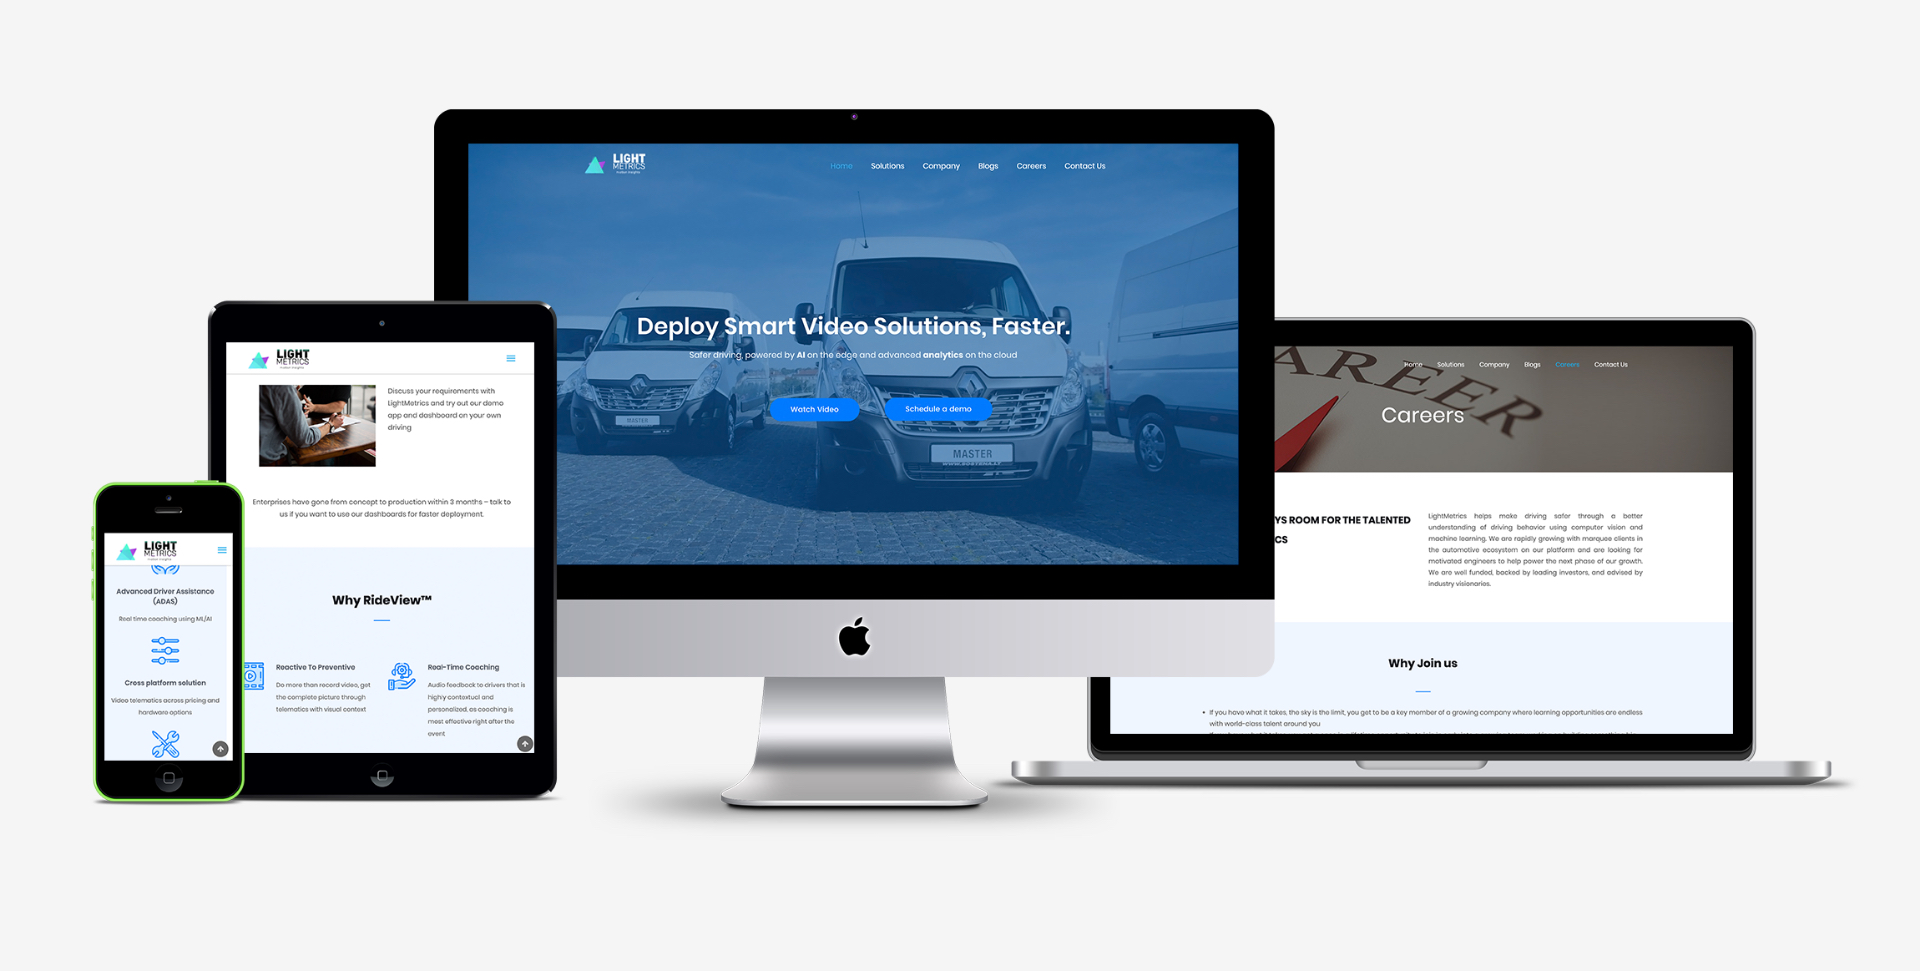 LIGHT
METRICS
Home
Solutions
Company
Blogs
Careers
Contact Us
Deploy Smart Video Solutions, Faster.
Safer driving, powered by AI on the edge and advanced analytics on the cloud
Watch Video
Schedule a demo
MASTER
MASTER
LIGHT
METRICS
Discuss your requirements with
LightMetrics and try out our demo
app and dashboard on your own
driving
Enterprises have gone from concept to production within 3 months – talk to
us if you want to use our dashboards for faster deployment.
Why RideView™
Reactive To Preventive
Do more than record video, get
the complete picture through
telematics with visual context
Real-Time Coaching
Audio feedback to drivers that is
highly contextual and
personalized, as coaching is
most effective right after the
event
LIGHT
METRICS
Advanced Driver Assistance
(ADAS)
Real time coaching using ML/AI
Cross platform solution
Video telematics across pricing and
hardware options
AREER
Home
Solutions
Company
Blogs
Careers
Contact Us
Careers
YS ROOM FOR THE TALENTED
CS
LightMetrics helps make driving safer through a better
understanding of driving behavior using computer vision and
machine learning. We are rapidly growing with marquee clients in
the automotive ecosystem on our platform and are looking for
motivated engineers to help power the next phase of our growth.
We are well funded, backed by leading investors, and advised by
industry visionaries.
Why Join us
If you have what it takes, the sky is the limit, you get to be a key member of a growing company where learning opportunities are endless
with world-class talent around you